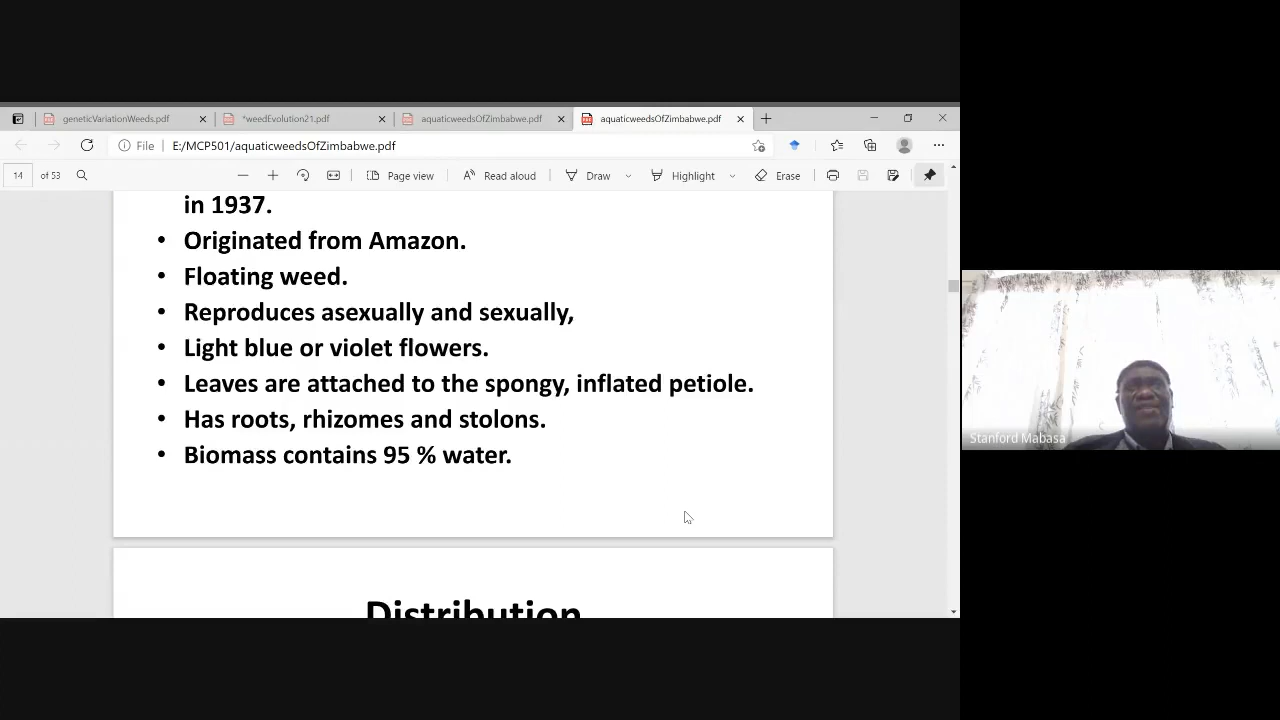 geneticVariationWeeds.pdf
*weedEvolution21.pdf
aquaticweedsOfZimbabwe.pdf
aquaticweedsOfZimbabwe.pdf
File
E:/MCP501/aquaticweedsOfZimbabwe.pdf
14 of 53
Page view
Read aloud
Draw
Highlight
Erase
in 1937.
• Originated from Amazon.
• Floating weed.
• Reproduces asexually and sexually,
• Light blue or violet flowers.
• Leaves are attached to the spongy, inflated petiole.
• Has roots, rhizomes and stolons.
• Biomass contains 95 % water.
Distribution
Stanford Mabasa